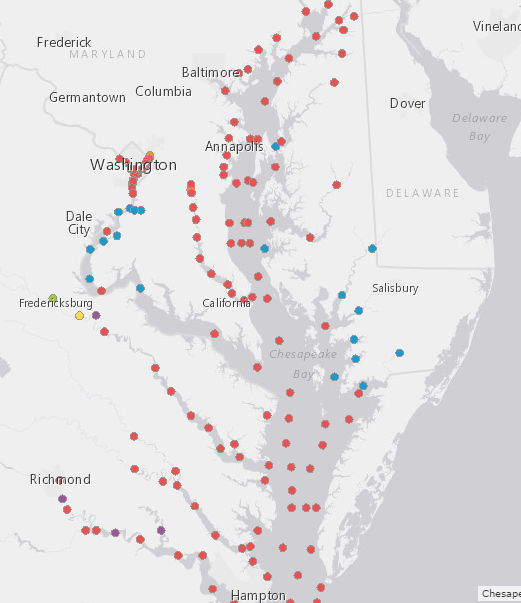 Vineland
Frederick
MARYLAND
Baltimore
Columbia
Germantown
Dover
Delaware
Bay
Annapolis
Washington
DELAWARE
Dale
City
Salisbury
Fredericksburg
California
Chesapeake
Bay
Richmond
Hampton
Chesape